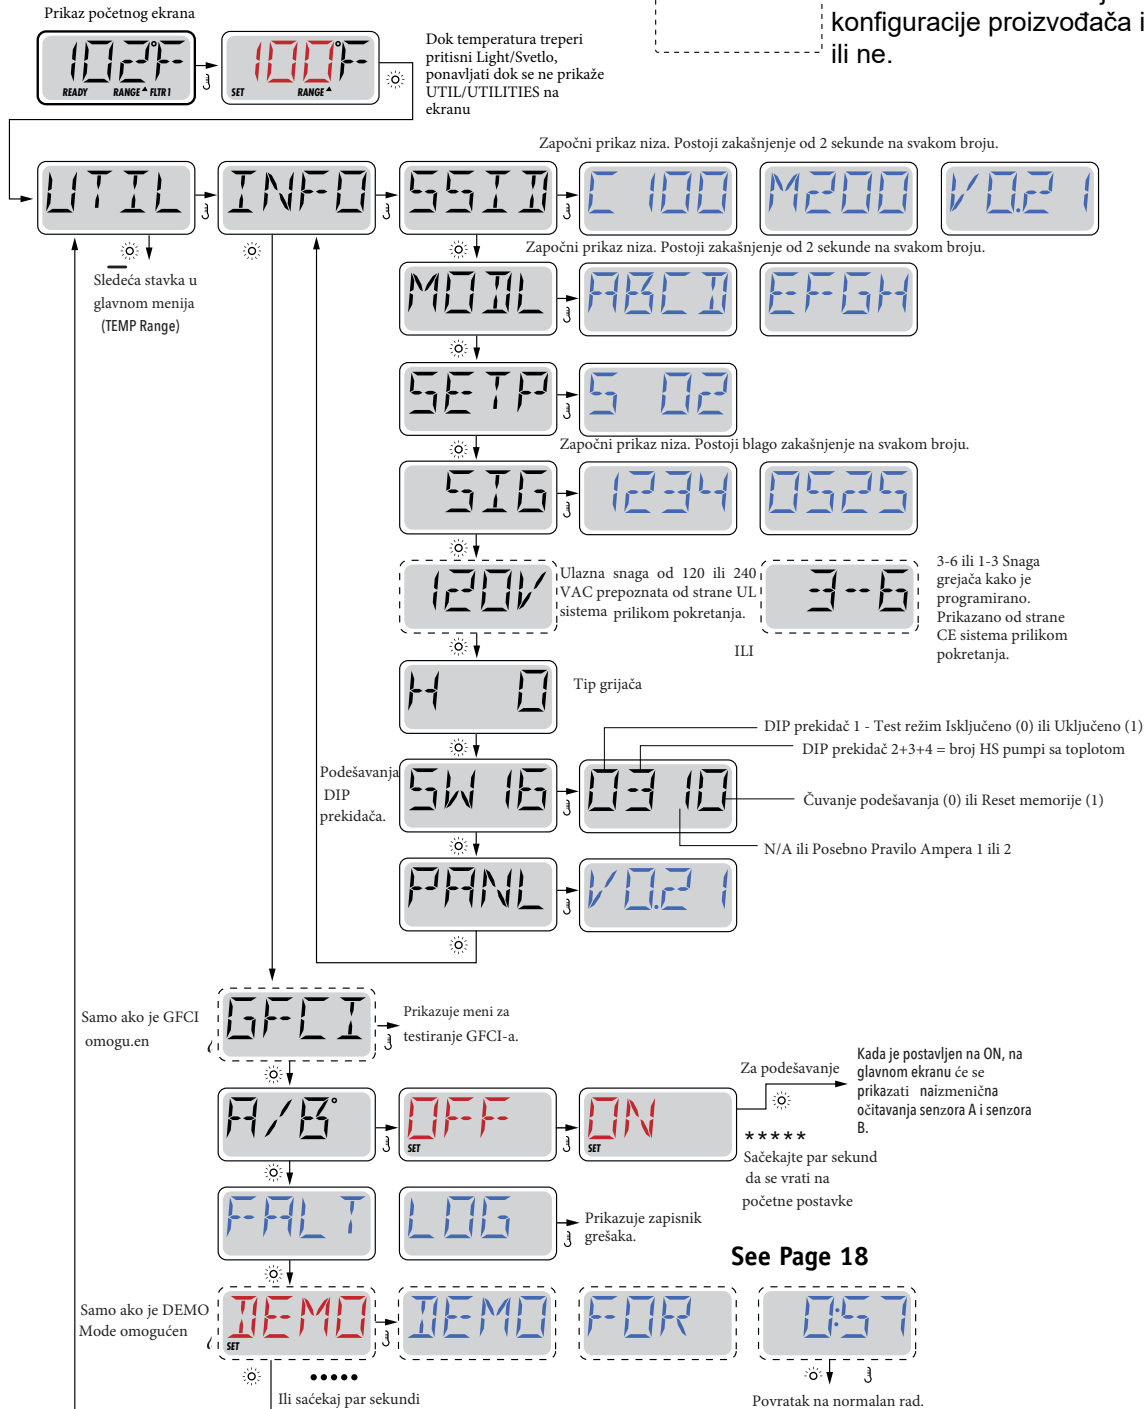 konfiguracije proizvođača i
ili ne.
Prikaz početnog ekrana
102°F
READY RANGE FLTR1
100°F
SET RANGE
Dok temperatura treperi
pritisni Light/Svetlo,
ponavljati dok se ne prikaže
UTIL/UTILITIES na
ekranu
Započni prikaz niza. Postoji zakašnjenje od 2 sekunde na svakom broju.
UTIL
INFO
SSID
C 100
M200
V0.21
Sledeća stavka u
glavnom menija
(TEMP Range)
Započni prikaz niza. Postoji zakašnjenje od 2 sekunde na svakom broju.
MODL
ABCD
EFGH
SETP
S 02
Započni prikaz niza. Postoji blago zakašnjenje na svakom broju.
SIG
1234
0525
120V
Ulazna snaga od 120 ili 240
VAC prepoznata od strane UL
sistema prilikom pokretanja.
ILI
3-6
3-6 ili 1-3 Snaga
grejača kako je
programirano.
Prikazano od strane
CE sistema prilikom
pokretanja.
H 0
Tip grijača
Podešavanja
DIP
prekidača.
SW 16
03 10
DIP prekidač 1 - Test režim Isključeno (0) ili Uključeno (1)
DIP prekidač 2+3+4 = broj HS pumpi sa toplotom
Čuvanje podešavanja (0) ili Reset memorije (1)
N/A ili Posebno Pravilo Ampera 1 ili 2
PANL
V0.21
Samo ako je GFCI
omogu.en
GFCI
Prikazuje meni za
testiranje GFCI-a.
A/B°
OFF
SET
ON
SET
Za podešavanje
Kada je postavljen na ON, na
glavnom ekranu će se
prikazati naizmenična
očitavanja senzora A i senzora
B.
*****
Sačekajte par sekund
da se vrati na
početne postavke
FALT
LOG
Prikazuje zapisnik
grešaka.
See Page 18
Samo ako je DEMO
Mode omogućen
DEMO
SET
DEMO
FOR
0:57
•••••
Ili saćekaj par sekundi
Povratak na normalan rad.